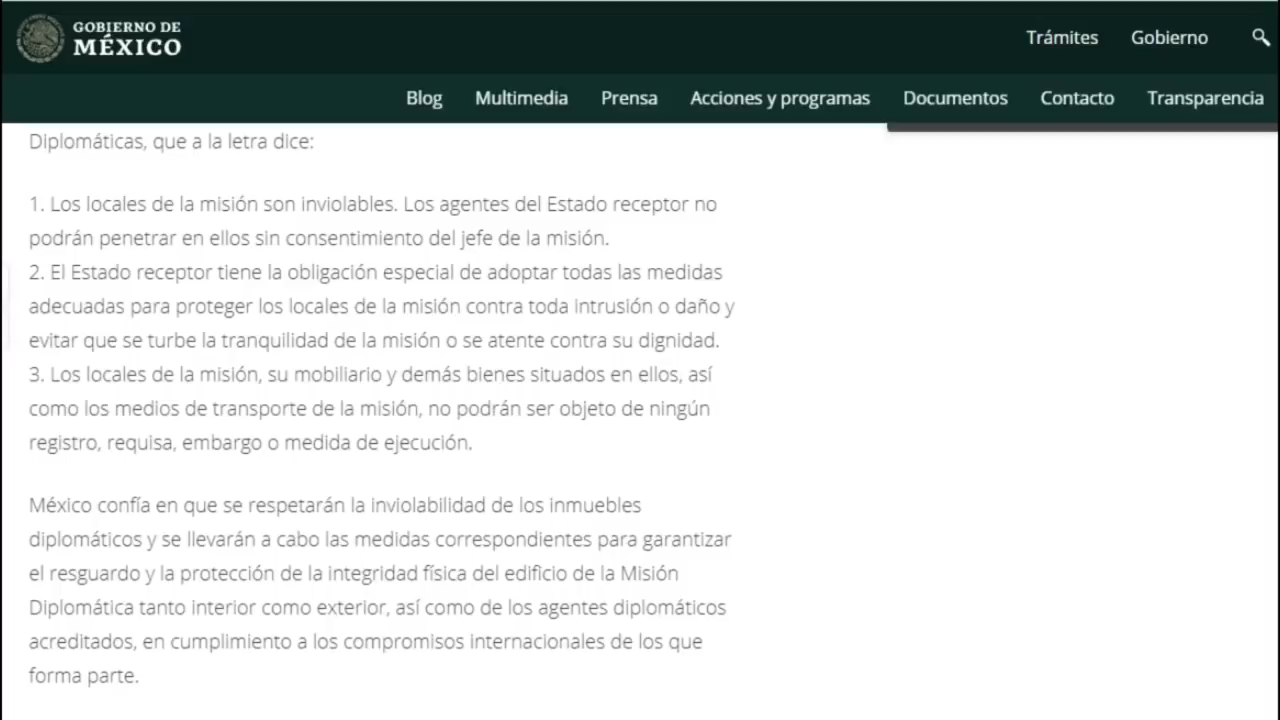 GOBIERNO DE
MÉXICO
Trámites Gobierno
Blog Multimedia Prensa Acciones y programas Documentos Contacto Transparencia
Diplomáticas, que a la letra dice:
1. Los locales de la misión son inviolables. Los agentes del Estado receptor no
podrán penetrar en ellos sin consentimiento del jefe de la misión.
2. El Estado receptor tiene la obligación especial de adoptar todas las medidas
adecuadas para proteger los locales de la misión contra toda intrusión o daño y
evitar que se turbe la tranquilidad de la misión o se atente contra su dignidad.
3. Los locales de la misión, su mobiliario y demás bienes situados en ellos, así
como los medios de transporte de la misión, no podrán ser objeto de ningún
registro, requisa, embargo o medida de ejecución.
México confía en que se respetarán la inviolabilidad de los inmuebles
diplomáticos y se llevarán a cabo las medidas correspondientes para garantizar
el resguardo y la protección de la integridad física del edificio de la Misión
Diplomática tanto interior como exterior, así como de los agentes diplomáticos
acreditados, en cumplimiento a los compromisos internacionales de los que
forma parte.